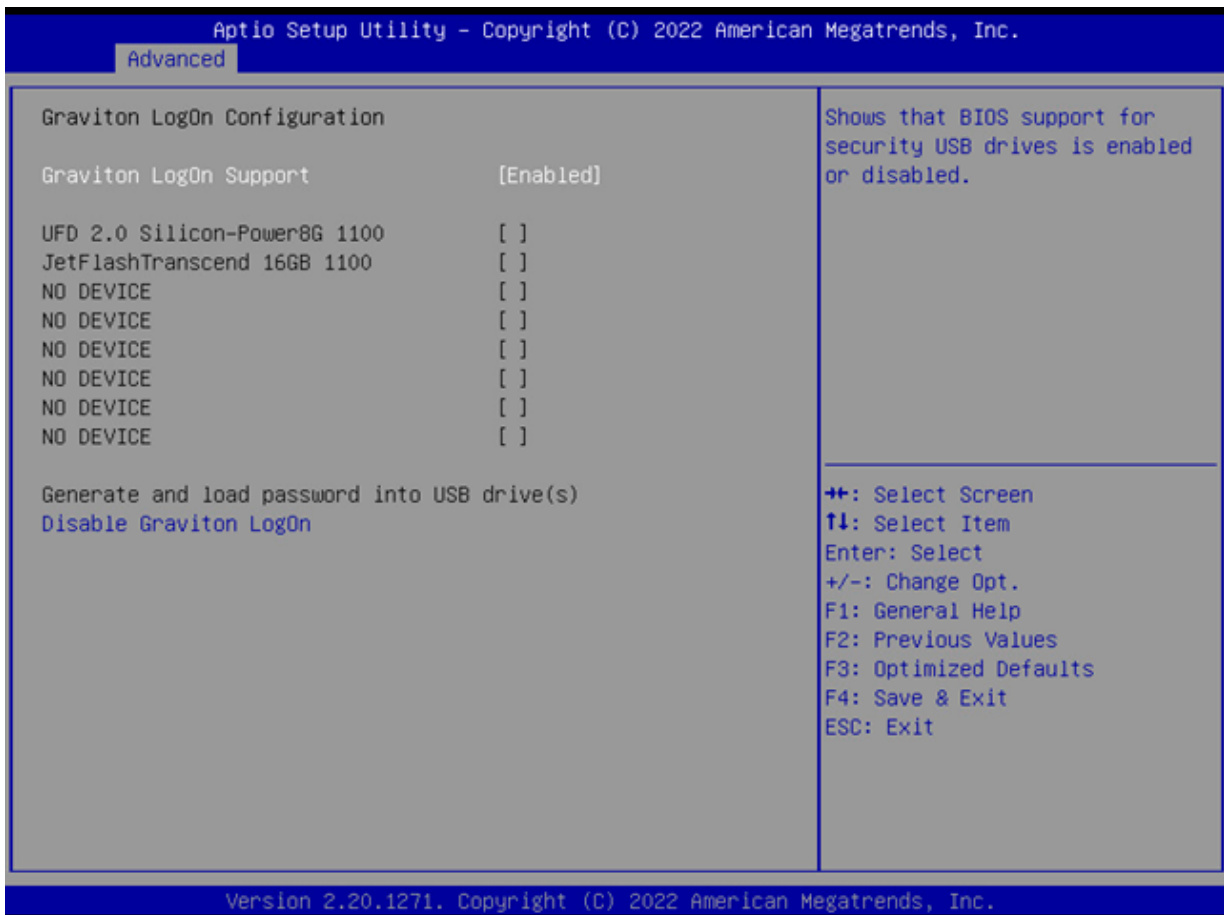 Aptio Setup Utility – Copyright (C) 2022 American Megatrends, Inc.
Advanced
Graviton LogOn Configuration
Graviton LogOn Support [Enabled]
UFD 2.0 Silicon-Power8G 1100 [ ]
JetFlashTranscend 16GB 1100 [ ]
NO DEVICE [ ]
NO DEVICE [ ]
NO DEVICE [ ]
NO DEVICE [ ]
NO DEVICE [ ]
NO DEVICE [ ]
Generate and load password into USB drive(s)
Disable Graviton LogOn
Shows that BIOS support for
security USB drives is enabled
or disabled.
→←: Select Screen
↑↓: Select Item
Enter: Select
+/-: Change Opt.
F1: General Help
F2: Previous Values
F3: Optimized Defaults
F4: Save & Exit
ESC: Exit
Version 2.20.1271. Copyright (C) 2022 American Megatrends, Inc.